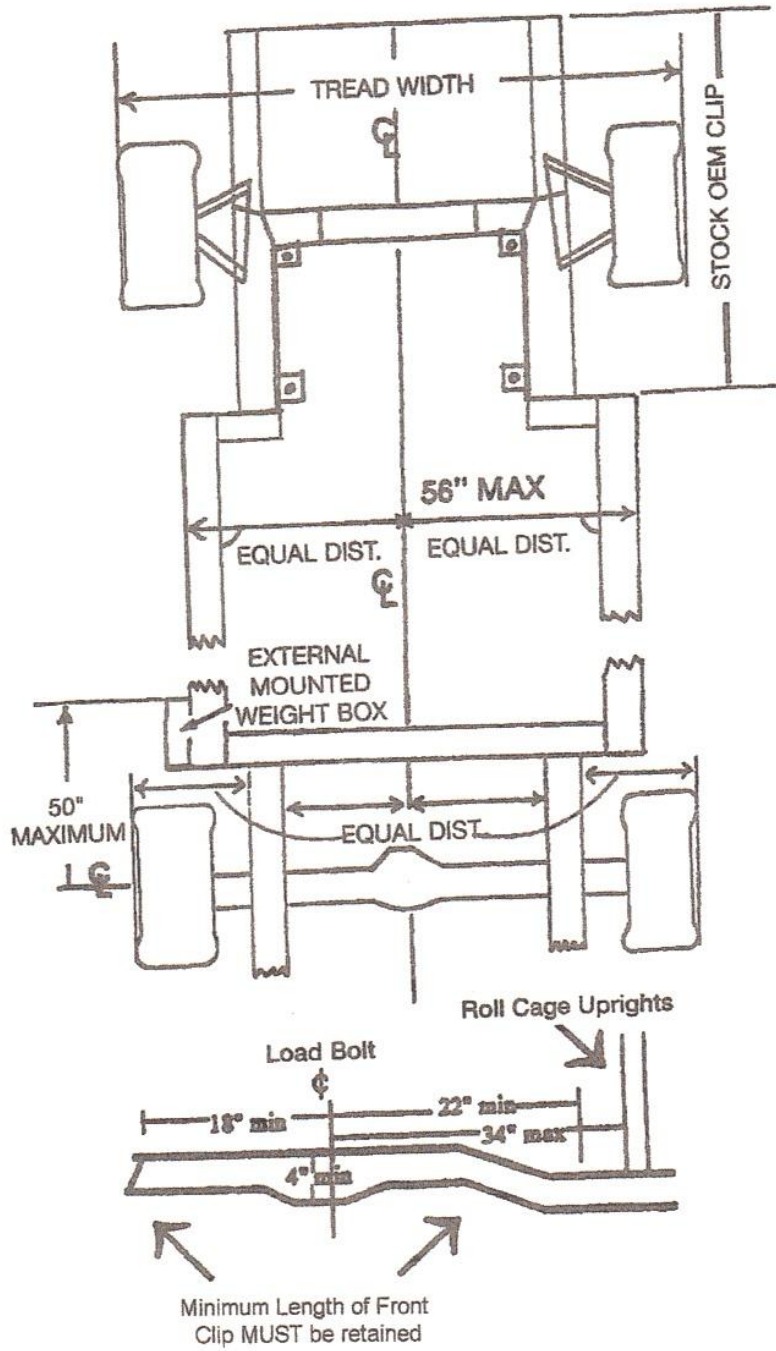 TREAD WIDTH
℄
STOCK OEM CLIP
56" MAX
EQUAL DIST.
EQUAL DIST.
℄
EXTERNAL
MOUNTED
WEIGHT BOX
50"
MAXIMUM
EQUAL DIST.
℄
Roll Cage Uprights
Load Bolt
℄
18" min
22" min
34" max
4" min
Minimum Length of Front
Clip MUST be retained